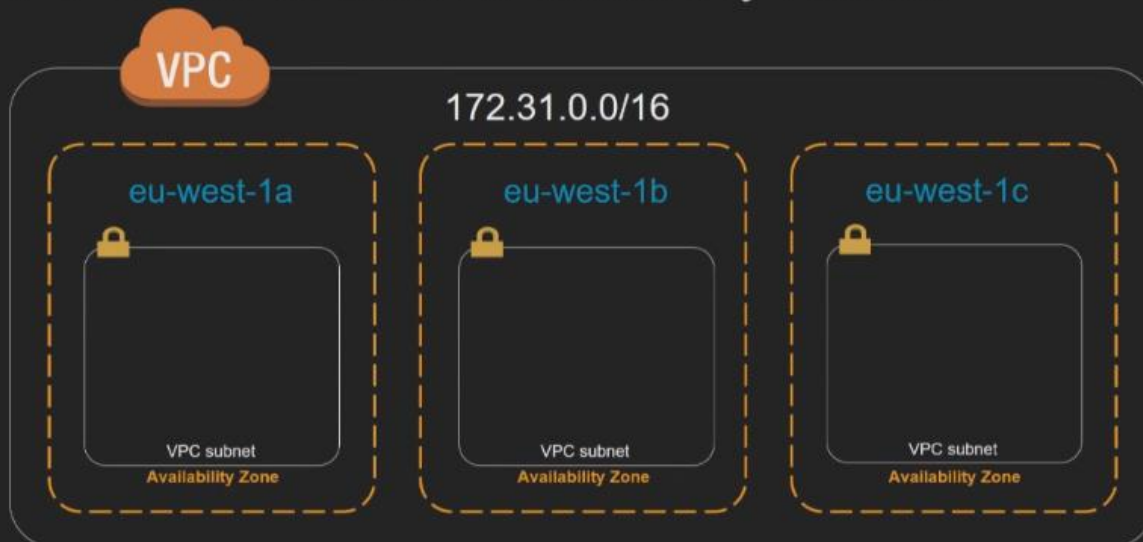 VPC
172.31.0.0/16
eu-west-1a
eu-west-1b
eu-west-1c
VPC subnet
VPC subnet
VPC subnet
Availability Zone
Availability Zone
Availability Zone